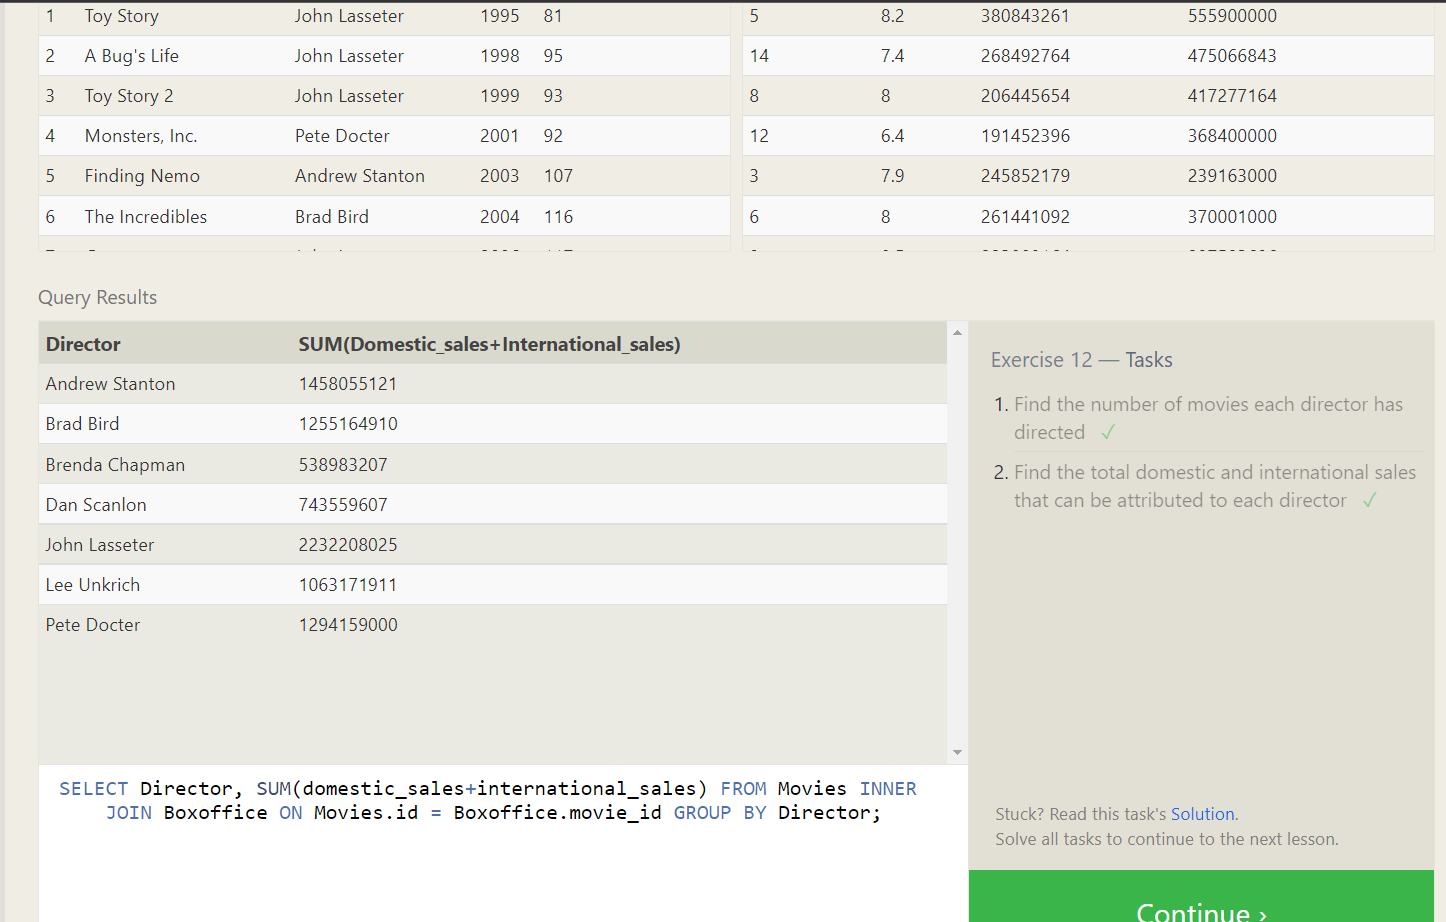 1 Toy Story John Lasseter 1995 81 5 8.2 380843261 555900000
2 A Bug's Life John Lasseter 1998 95 14 7.4 268492764 475066843
3 Toy Story 2 John Lasseter 1999 93 8 8 206445654 417277164
4 Monsters, Inc. Pete Docter 2001 92 12 6.4 191452396 368400000
5 Finding Nemo Andrew Stanton 2003 107 3 7.9 245852179 239163000
6 The Incredibles Brad Bird 2004 116 6 8 261441092 370001000
Query Results
Director SUM(Domestic_sales+International_sales)
Andrew Stanton 1458055121
Brad Bird 1255164910
Brenda Chapman 538983207
Dan Scanlon 743559607
John Lasseter 2232208025
Lee Unkrich 1063171911
Pete Docter 1294159000
SELECT Director, SUM(domestic_sales+international_sales) FROM Movies INNER
JOIN Boxoffice ON Movies.id = Boxoffice.movie_id GROUP BY Director;
Exercise 12 — Tasks
1. Find the number of movies each director has
directed ✓
2. Find the total domestic and international sales
that can be attributed to each director ✓
Stuck? Read this task's Solution.
Solve all tasks to continue to the next lesson.
Continue ›